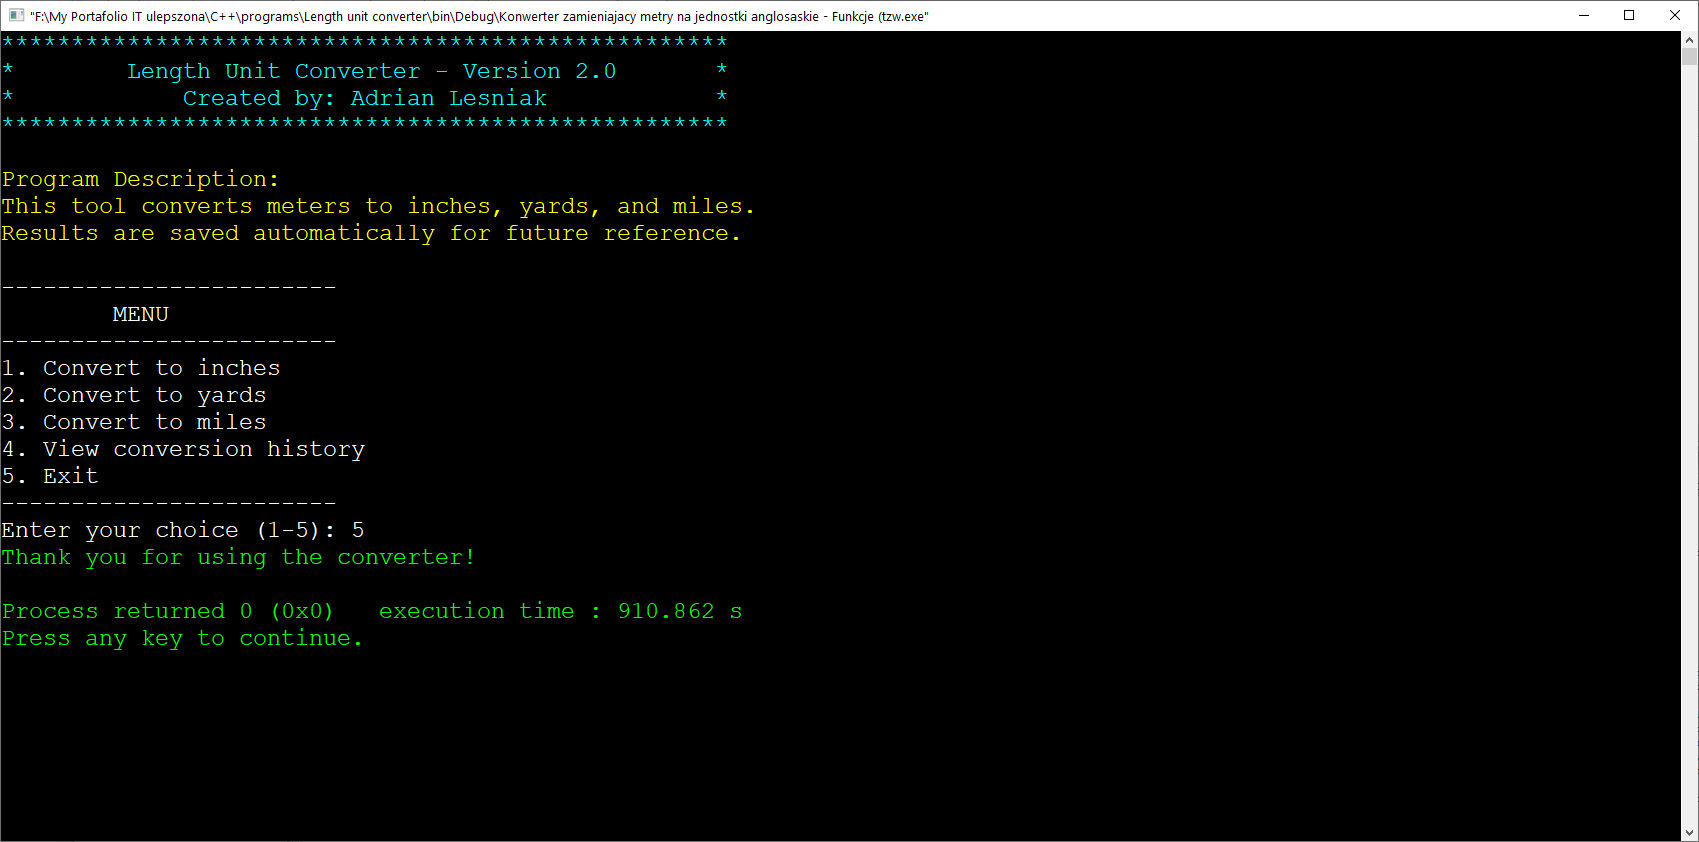 "F:\My Portafolio IT ulepszona\C++\programs\Length unit converter\bin\Debug\Konwerter zamieniajacy metry na jednostki anglosaskie - Funkcje (tzw.exe"
****************************************************
*        Length Unit Converter - Version 2.0       *
*            Created by: Adrian Lesniak            *
****************************************************
Program Description:
This tool converts meters to inches, yards, and miles.
Results are saved automatically for future reference.
------------------------
        MENU
------------------------
1. Convert to inches
2. Convert to yards
3. Convert to miles
4. View conversion history
5. Exit
------------------------
Enter your choice (1-5): 5
Thank you for using the converter!
Process returned 0 (0x0)   execution time : 910.862 s
Press any key to continue.